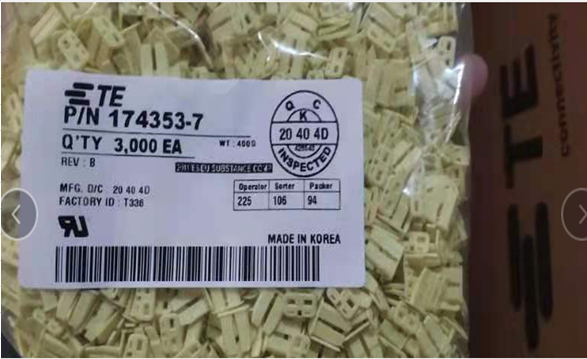 TE
P/N 174353-7
Q'TY 3,000 EA
WT: 400G
REV : B
MFG. D/C 20 40 4D
FACTORY ID : T336
Q C
K
20 40 4D
INSPECTED
Operator Sorter Packer
225 106 94
MADE IN KOREA
TE
connectivity